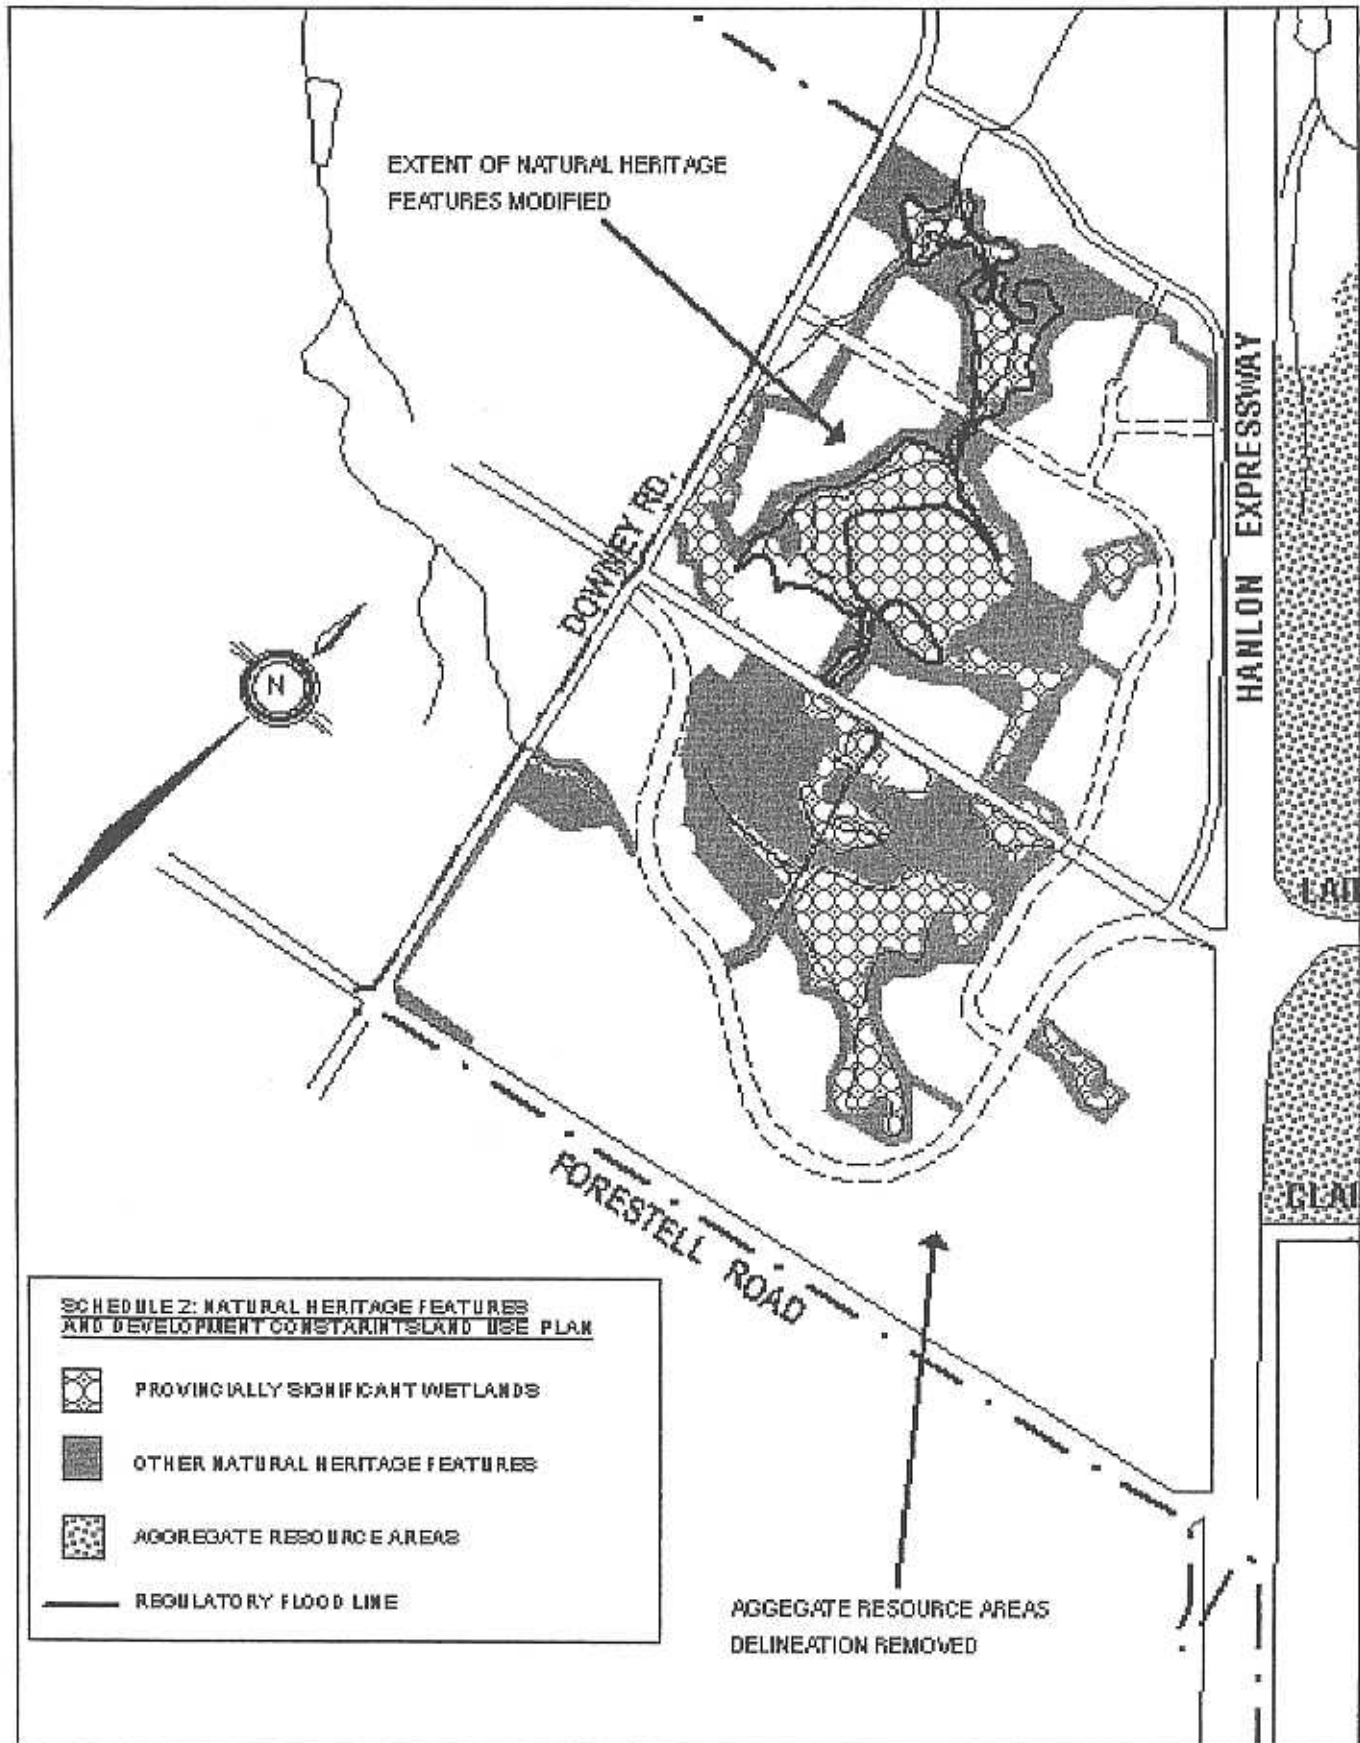 EXTENT OF NATURAL HERITAGE
FEATURES MODIFIED
HANLON EXPRESSWAY
DOWNEY RD.
N
FORESTELL ROAD
SCHEDULE 2: NATURAL HERITAGE FEATURES
AND DEVELOPMENT CONSTARINTSLAND USE PLAN
PROVINCIALLY SIGNIFICANT WETLANDS
OTHER NATURAL HERITAGE FEATURES
AGGREGATE RESOURCE AREAS
REGULATORY FLOOD LINE
AGGEGATE RESOURCE AREAS
DELINEATION REMOVED